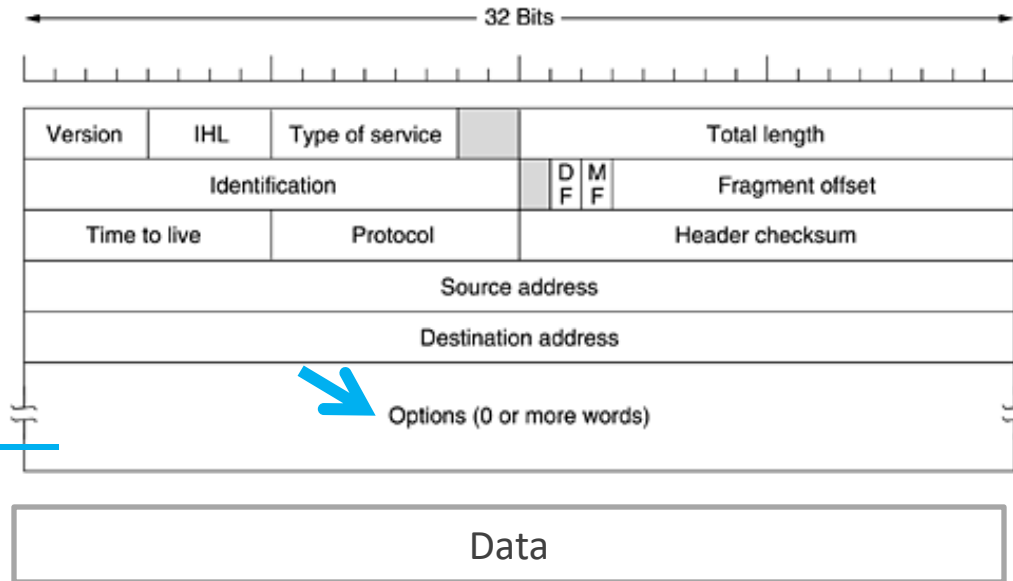 32 Bits
Version IHL Type of service Total length
Identification D F M F Fragment offset
Time to live Protocol Header checksum
Source address
Destination address
Options (0 or more words)
Data